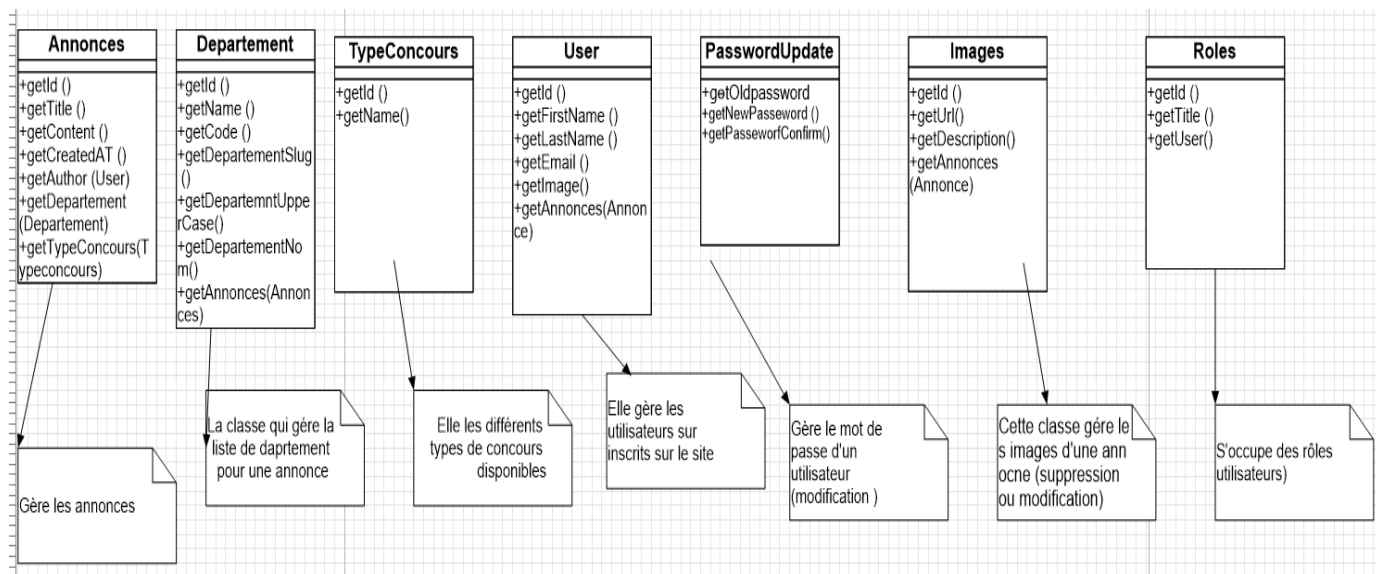 Annonces
+getId ()
+getTitle ()
+getContent ()
+getCreatedAT ()
+getAuthor (User)
+getDepartement
(Departement)
+getTypeConcours(T
ypeconcours)
Departement
+getId ()
+getName ()
+getCode ()
+getDepartementSlug
()
+getDepartemntUppe
rCase()
+getDepartementNo
m()
+getAnnonces(Annon
ces)
TypeConcours
+getId ()
+getName()
User
+getId ()
+getFirstName ()
+getLastName ()
+getEmail ()
+getImage()
+getAnnonces(Annon
ce)
PasswordUpdate
+getOldpassword
+getNewPasseword ()
+getPasseworfConfirm()
Images
+getId ()
+getUrl()
+getDescription()
+getAnnonces
(Annonce)
Roles
+getId ()
+getTitle ()
+getUser()
Gère les annonces
La classe qui gére la
liste de daprtement
pour une annonce
Elle les différents
types de concours
disponibles
Elle gère les
utilisateurs sur
inscrits sur le site
Gère le mot de
passe d'un
utilisateur
(modification )
Cette classe gére le
s images d'une ann
ocne (suppression
ou modification)
S'occupe des rôles
utilisateurs)